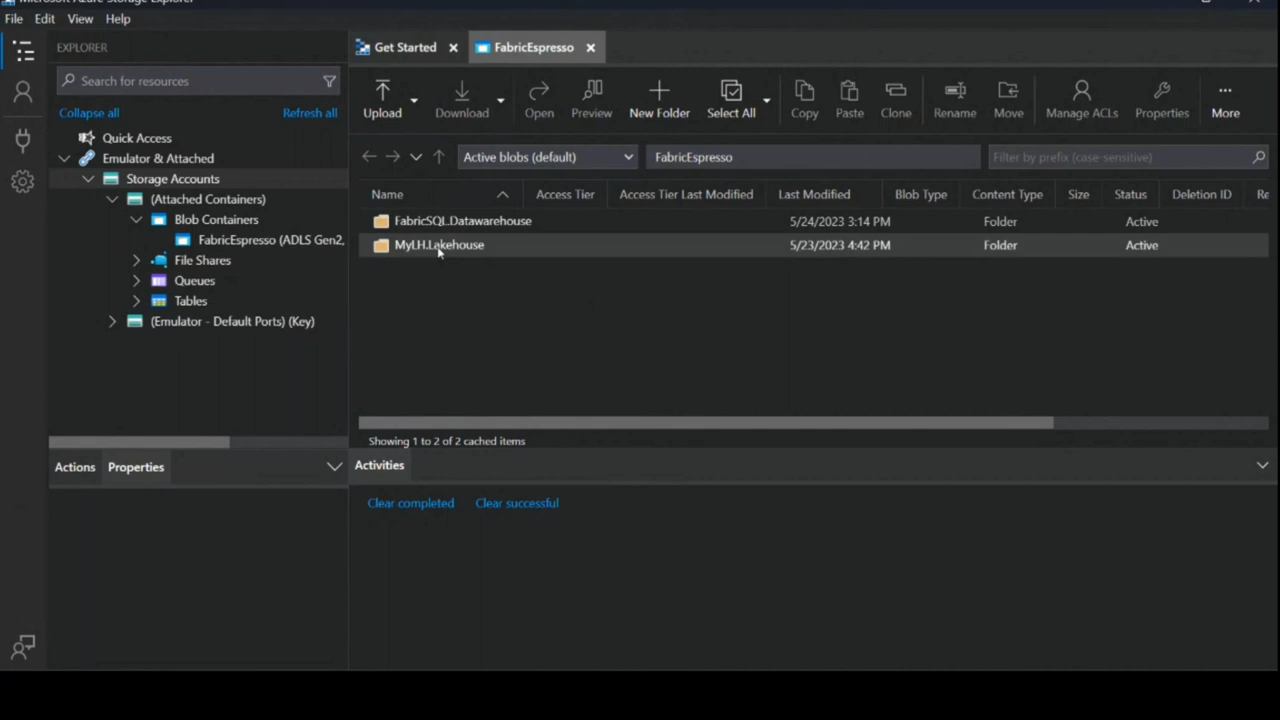 Microsoft Azure Storage Explorer
File Edit View Help
EXPLORER
Search for resources
Collapse all Refresh all
Quick Access
Emulator & Attached
Storage Accounts
(Attached Containers)
Blob Containers
FabricEspresso (ADLS Gen2,
File Shares
Queues
Tables
(Emulator - Default Ports) (Key)
Actions Properties
Get Started FabricEspresso
Upload Download Open Preview New Folder Select All Copy Paste Clone Rename Move Manage ACLs Properties More
Active blobs (default) FabricEspresso Filter by prefix (case-sensitive)
Name Access Tier Access Tier Last Modified Last Modified Blob Type Content Type Size Status Deletion ID Re
FabricSQL.Datawarehouse 5/24/2023 3:14 PM Folder Active
MyLH.Lakehouse 5/23/2023 4:42 PM Folder Active
Showing 1 to 2 of 2 cached items
Activities
Clear completed Clear successful